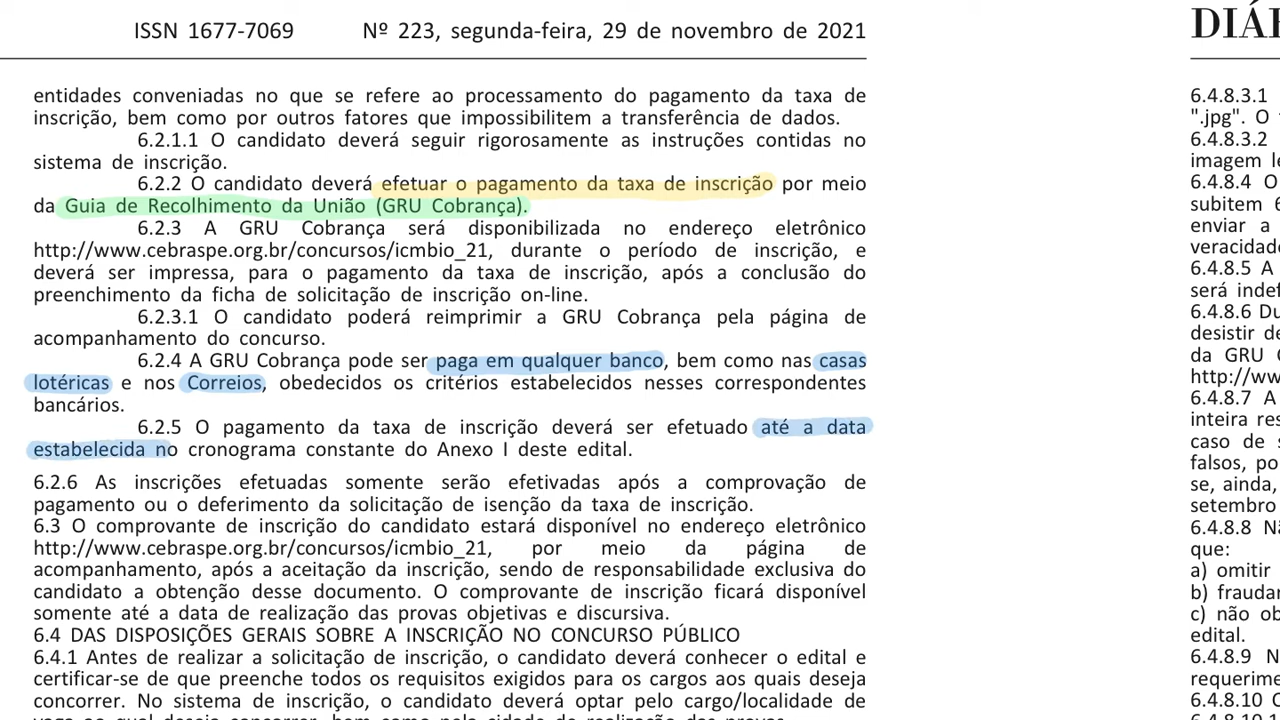 ISSN 1677-7069 Nº 223, segunda-feira, 29 de novembro de 2021
entidades conveniadas no que se refere ao processamento do pagamento da taxa de
inscrição, bem como por outros fatores que impossibilitem a transferência de dados.
6.2.1.1 O candidato deverá seguir rigorosamente as instruções contidas no
sistema de inscrição.
6.2.2 O candidato deverá efetuar o pagamento da taxa de inscrição por meio
da Guia de Recolhimento da União (GRU Cobrança).
6.2.3 A GRU Cobrança será disponibilizada no endereço eletrônico
http://www.cebraspe.org.br/concursos/icmbio_21, durante o período de inscrição, e
deverá ser impressa, para o pagamento da taxa de inscrição, após a conclusão do
preenchimento da ficha de solicitação de inscrição on-line.
6.2.3.1 O candidato poderá reimprimir a GRU Cobrança pela página de
acompanhamento do concurso.
6.2.4 A GRU Cobrança pode ser paga em qualquer banco, bem como nas casas
lotéricas e nos Correios, obedecidos os critérios estabelecidos nesses correspondentes
bancários.
6.2.5 O pagamento da taxa de inscrição deverá ser efetuado até a data
estabelecida no cronograma constante do Anexo I deste edital.
6.2.6 As inscrições efetuadas somente serão efetivadas após a comprovação de
pagamento ou o deferimento da solicitação de isenção da taxa de inscrição.
6.3 O comprovante de inscrição do candidato estará disponível no endereço eletrônico
http://www.cebraspe.org.br/concursos/icmbio_21, por meio da página de
acompanhamento, após a aceitação da inscrição, sendo de responsabilidade exclusiva do
candidato a obtenção desse documento. O comprovante de inscrição ficará disponível
somente até a data de realização das provas objetivas e discursiva.
6.4 DAS DISPOSIÇÕES GERAIS SOBRE A INSCRIÇÃO NO CONCURSO PÚBLICO
6.4.1 Antes de realizar a solicitação de inscrição, o candidato deverá conhecer o edital e
certificar-se de que preenche todos os requisitos exigidos para os cargos aos quais deseja
concorrer. No sistema de inscrição, o candidato deverá optar pelo cargo/localidade de
6.4.8.3.1
".jpg". O
6.4.8.3.2
imagem
6.4.8.4 O
subitem
enviar a
6.4.8.5 A
será
6.4.8.6
desistir
da GRU
6.4.8.7 A
inteira
caso de
falsos,
se, ainda,
setembro
6.4.8.8
que:
a) omitir
b)
c) não
edital.
6.4.8.9
6.4.8.10